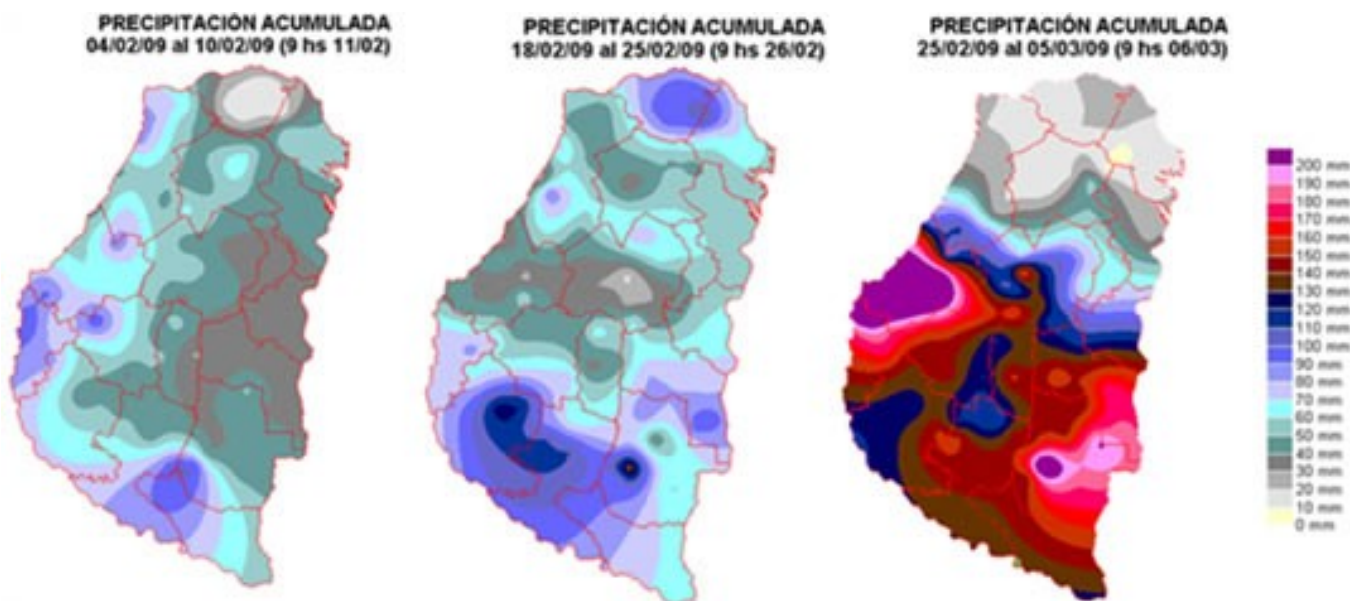 PRECIPITACIÓN ACUMULADA
04/02/09 al 10/02/09 (9 hs 11/02)
PRECIPITACIÓN ACUMULADA
18/02/09 al 25/02/09 (9 hs 26/02)
PRECIPITACIÓN ACUMULADA
25/02/09 al 05/03/09 (9 hs 06/03)
200 mm
190 mm
180 mm
170 mm
160 mm
150 mm
140 mm
130 mm
120 mm
110 mm
100 mm
90 mm
80 mm
70 mm
60 mm
50 mm
40 mm
30 mm
20 mm
10 mm
0 mm